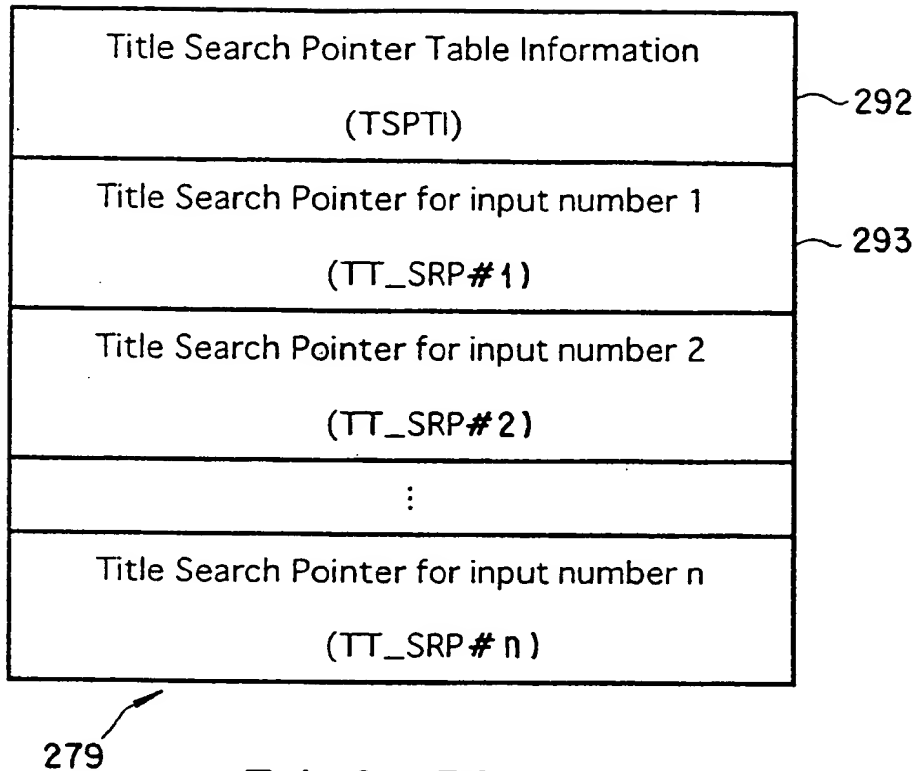 Title Search Pointer Table Information
(TSPTI)
292
Title Search Pointer for input number 1
(TT_SRP#1)
293
Title Search Pointer for input number 2
(TT_SRP#2)
⋮
Title Search Pointer for input number n
(TT_SRP#n)
279